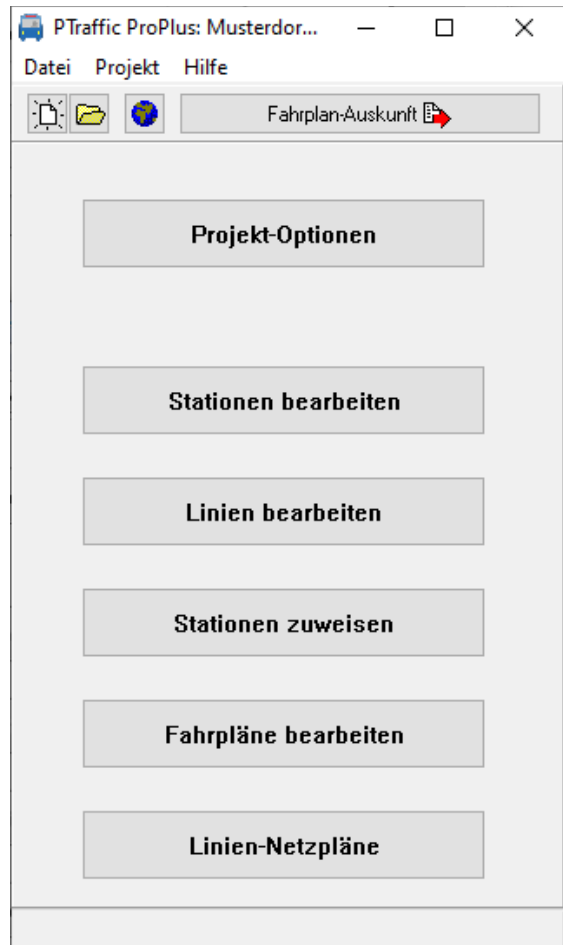 PTraffic ProPlus: Musterdor...
Datei Projekt Hilfe
Fahrplan-Auskunft
Projekt-Optionen
Stationen bearbeiten
Linien bearbeiten
Stationen zuweisen
Fahrpläne bearbeiten
Linien-Netzpläne